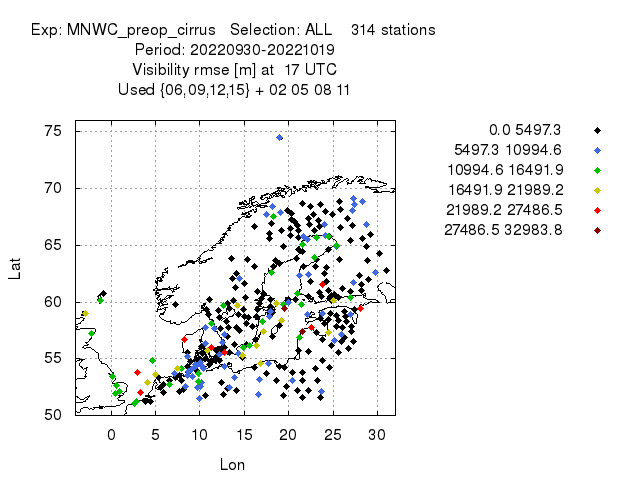 Exp: MNWC_preop_cirrus Selection: ALL 314 stations
Period: 20220930-20221019
Visibility rmse [m] at 17 UTC
Used {06,09,12,15} + 02 05 08 11
0.0 5497.3
5497.3 10994.6
10994.6 16491.9
16491.9 21989.2
21989.2 27486.5
27486.5 32983.8
75
70
65
60
55
50
Lat
0 5 10 15 20 25 30
Lon